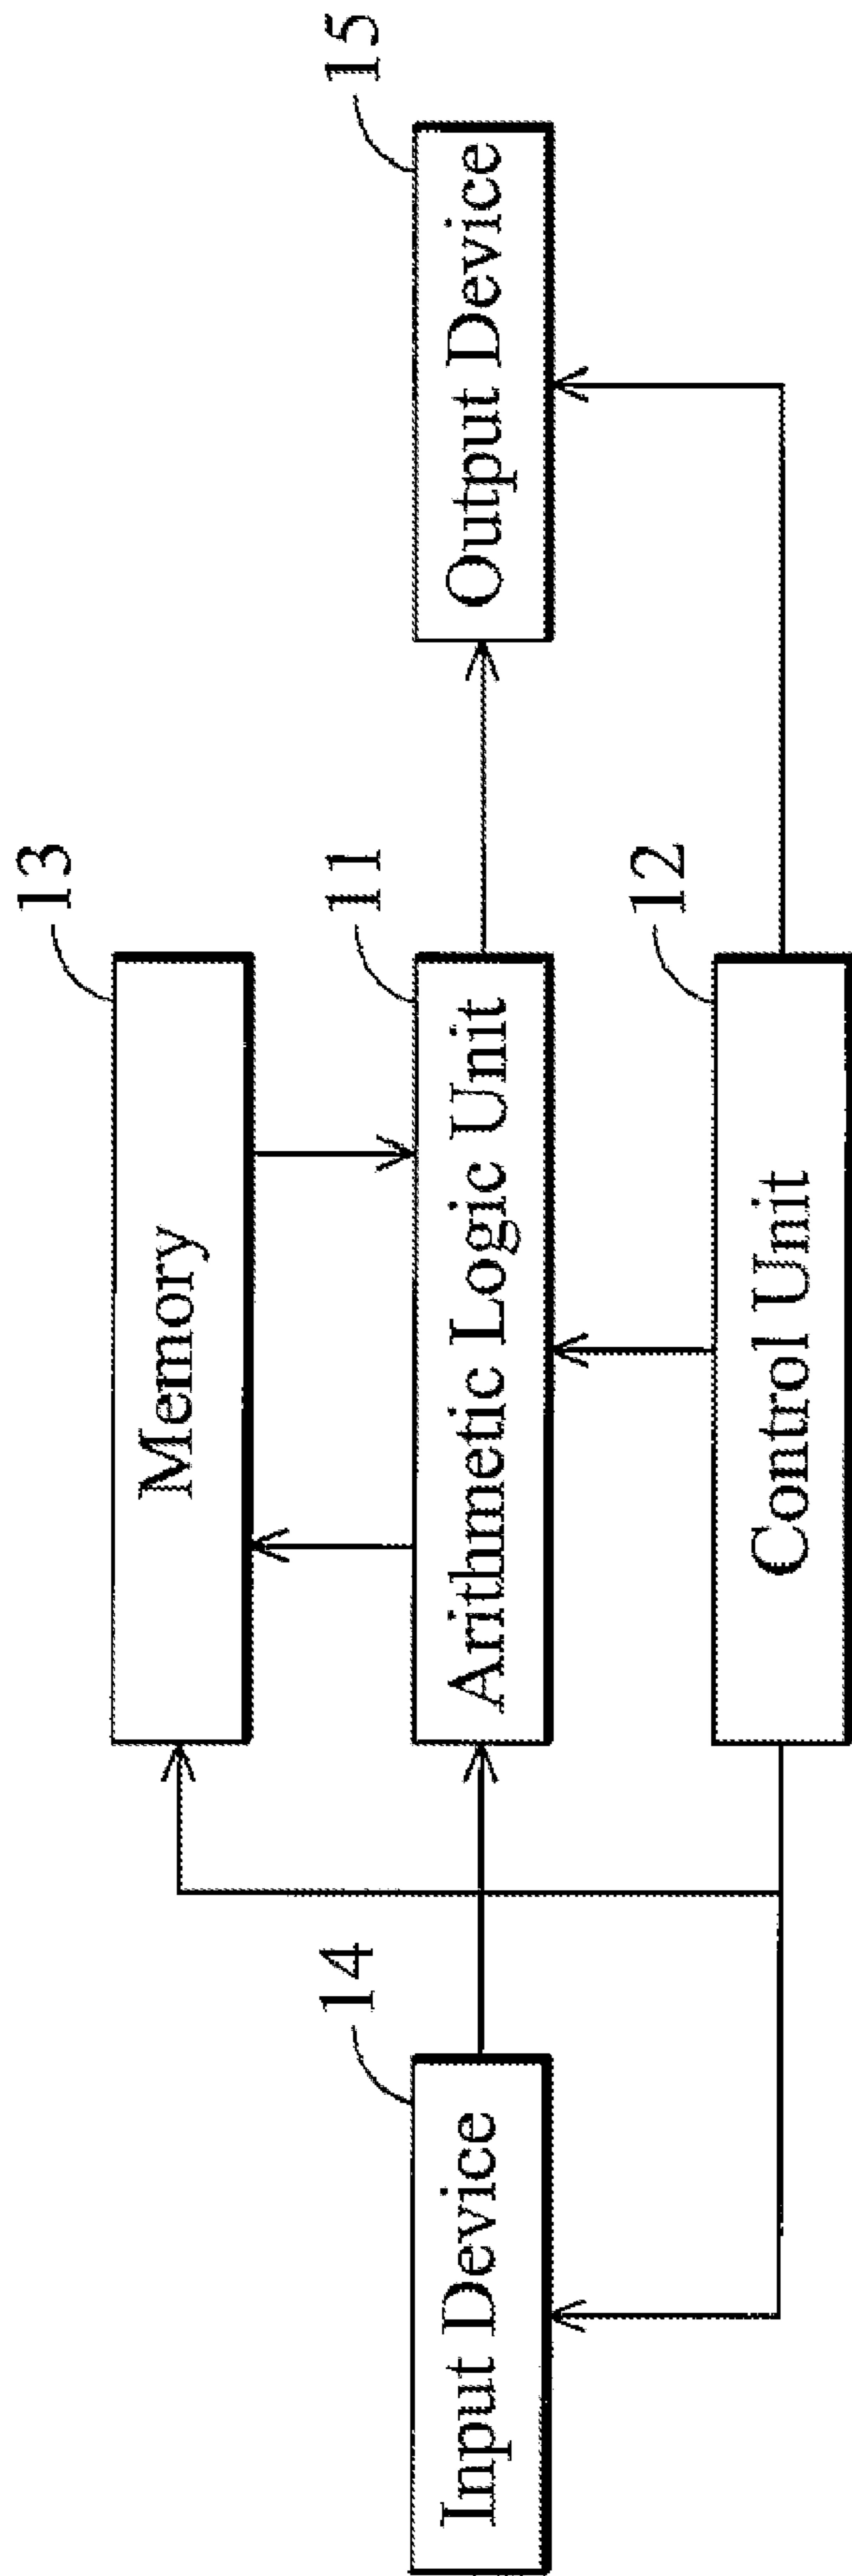 13
Memory
14
11
15
Input Device
Arithmetic Logic Unit
Output Device
12
Control Unit